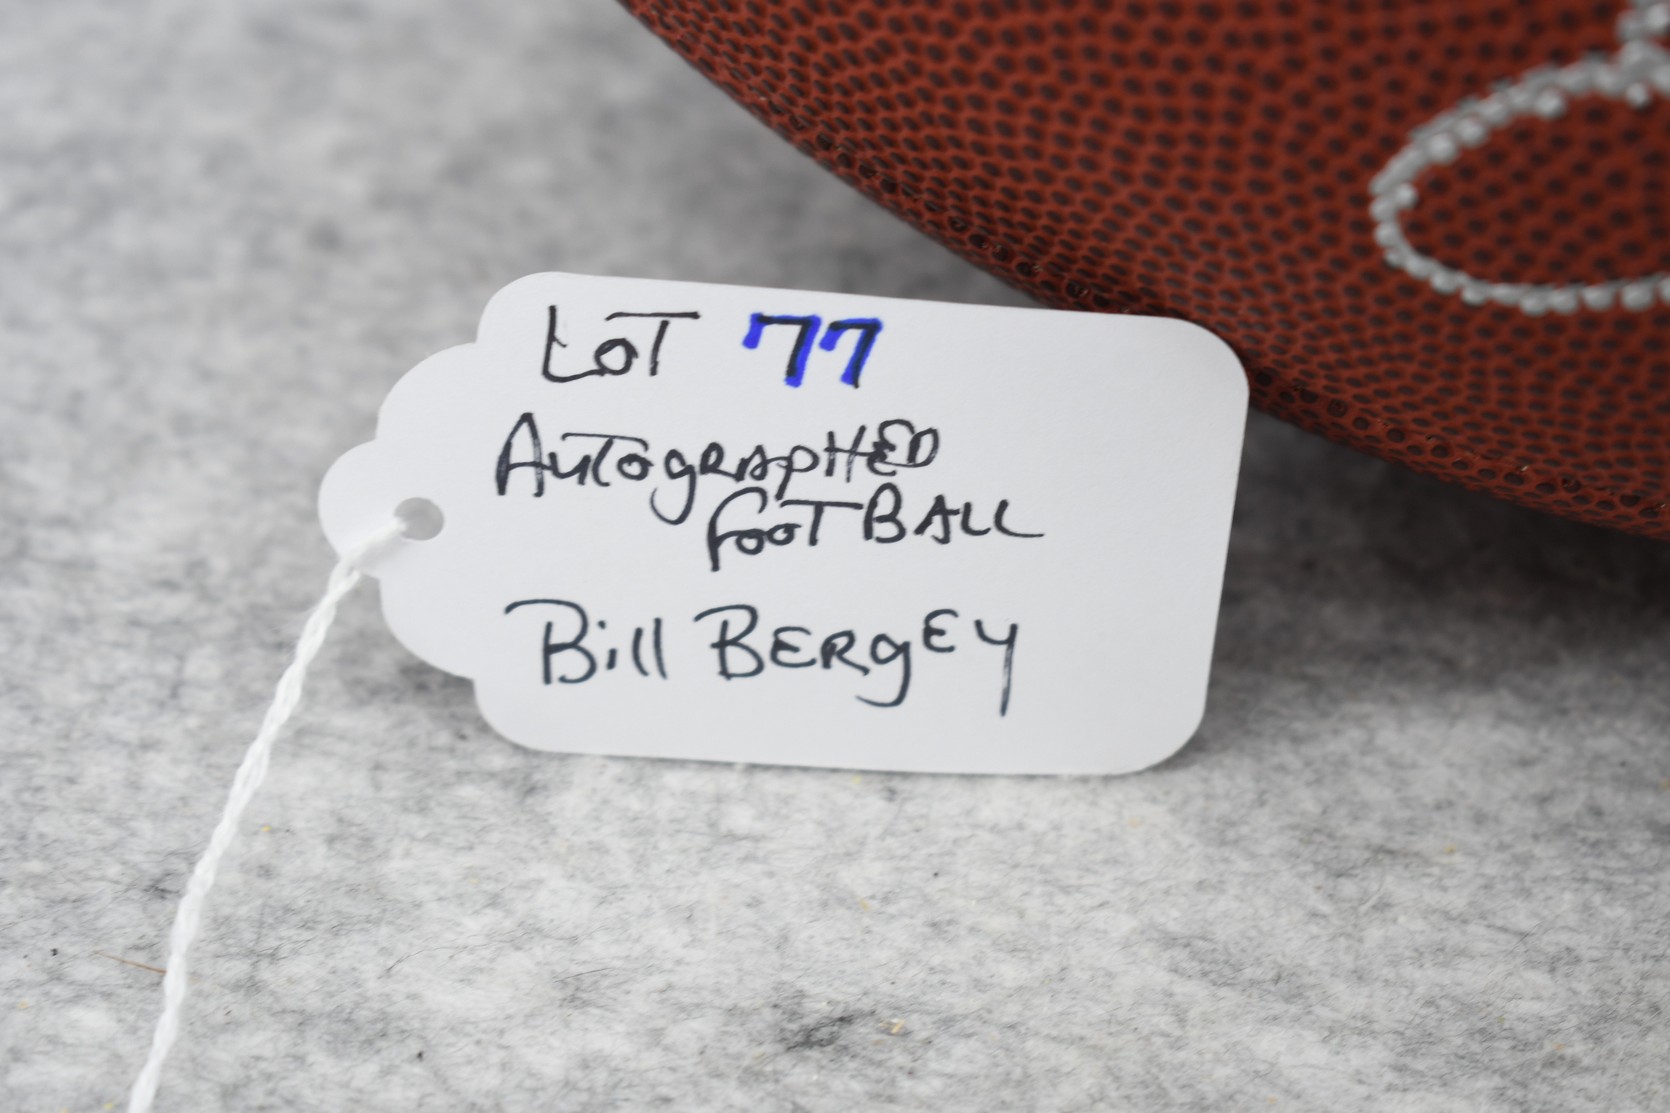 LoT 77
AuTogRApHED
FooTBALL
Bill BERgEy